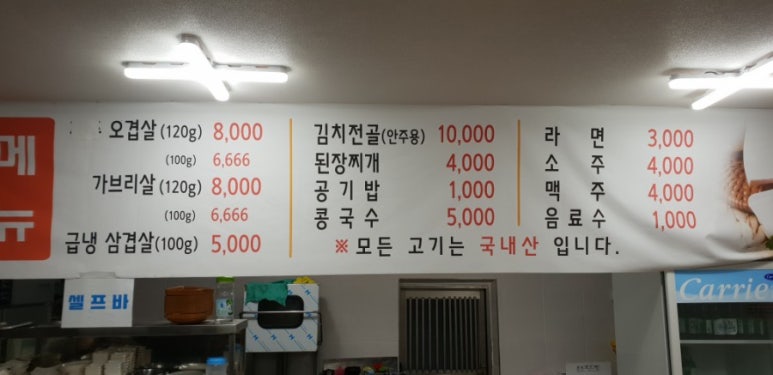 메뉴
오겹살(120g) 8,000
(100g) 6,666
가브리살(120g) 8,000
(100g) 6,666
급냉 삼겹살(100g) 5,000
김치전골(안주용) 10,000
된장찌개 4,000
공기밥 1,000
콩국수 5,000
라면 3,000
소주 4,000
맥주 4,000
음료수 1,000
※ 모든 고기는 국내산 입니다.
셀프바
Carrie